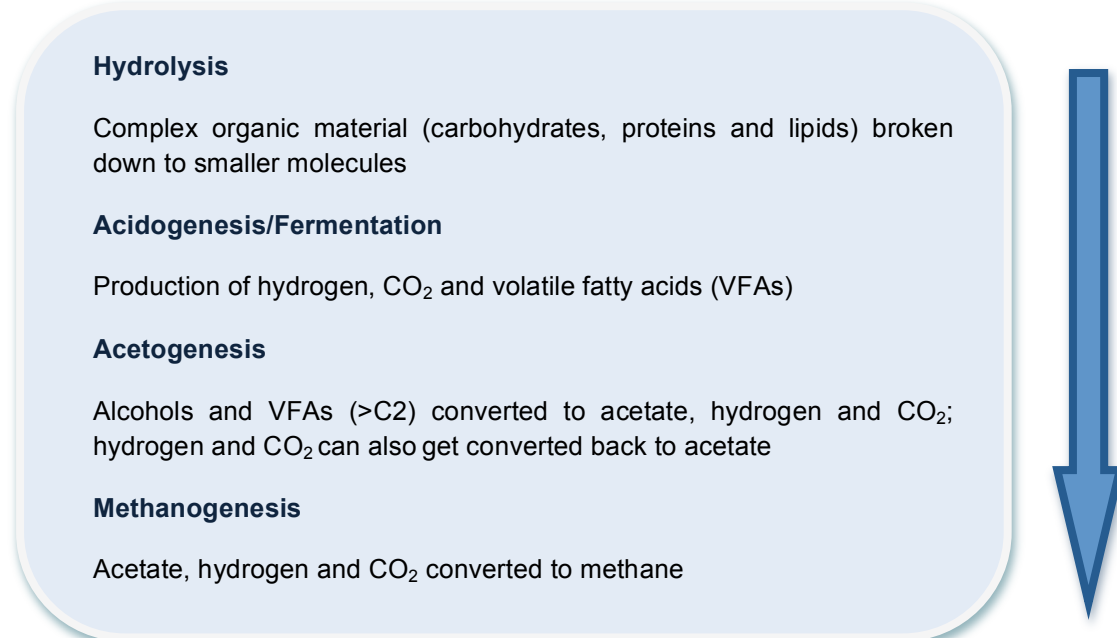 Hydrolysis
Complex organic material (carbohydrates, proteins and lipids) broken
down to smaller molecules
Acidogenesis/Fermentation
Production of hydrogen, CO₂ and volatile fatty acids (VFAs)
Acetogenesis
Alcohols and VFAs (>C2) converted to acetate, hydrogen and CO₂;
hydrogen and CO₂ can also get converted back to acetate
Methanogenesis
Acetate, hydrogen and CO₂ converted to methane